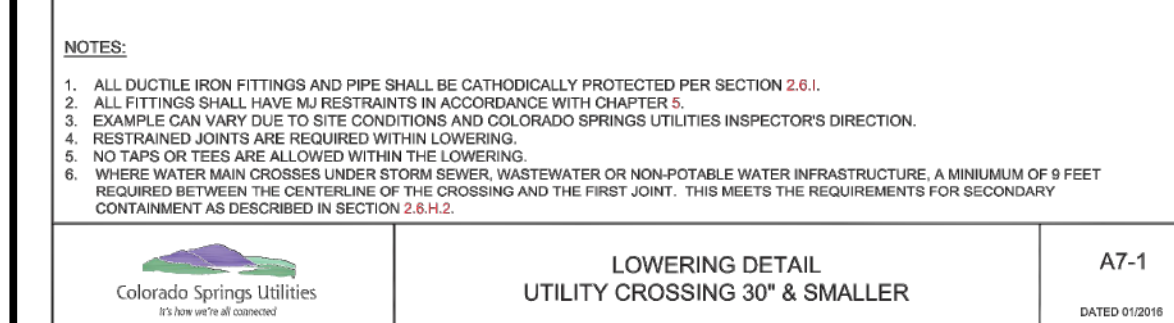 NOTES:
1. ALL DUCTILE IRON FITTINGS AND PIPE SHALL BE CATHODICALLY PROTECTED PER SECTION 2.6.I.
2. ALL FITTINGS SHALL HAVE MJ RESTRAINTS IN ACCORDANCE WITH CHAPTER 5.
3. EXAMPLE CAN VARY DUE TO SITE CONDITIONS AND COLORADO SPRINGS UTILITIES INSPECTOR'S DIRECTION.
4. RESTRAINED JOINTS ARE REQUIRED WITHIN LOWERING.
5. NO TAPS OR TEES ARE ALLOWED WITHIN THE LOWERING.
6. WHERE WATER MAIN CROSSES UNDER STORM SEWER, WASTEWATER OR NON-POTABLE WATER INFRASTRUCTURE, A MINIUMUM OF 9 FEET
REQUIRED BETWEEN THE CENTERLINE OF THE CROSSING AND THE FIRST JOINT. THIS MEETS THE REQUIREMENTS FOR SECONDARY
CONTAINMENT AS DESCRIBED IN SECTION 2.6.H.2.
Colorado Springs Utilities
It's how we're all connected
LOWERING DETAIL
UTILITY CROSSING 30" & SMALLER
A7-1
DATED 01/2016